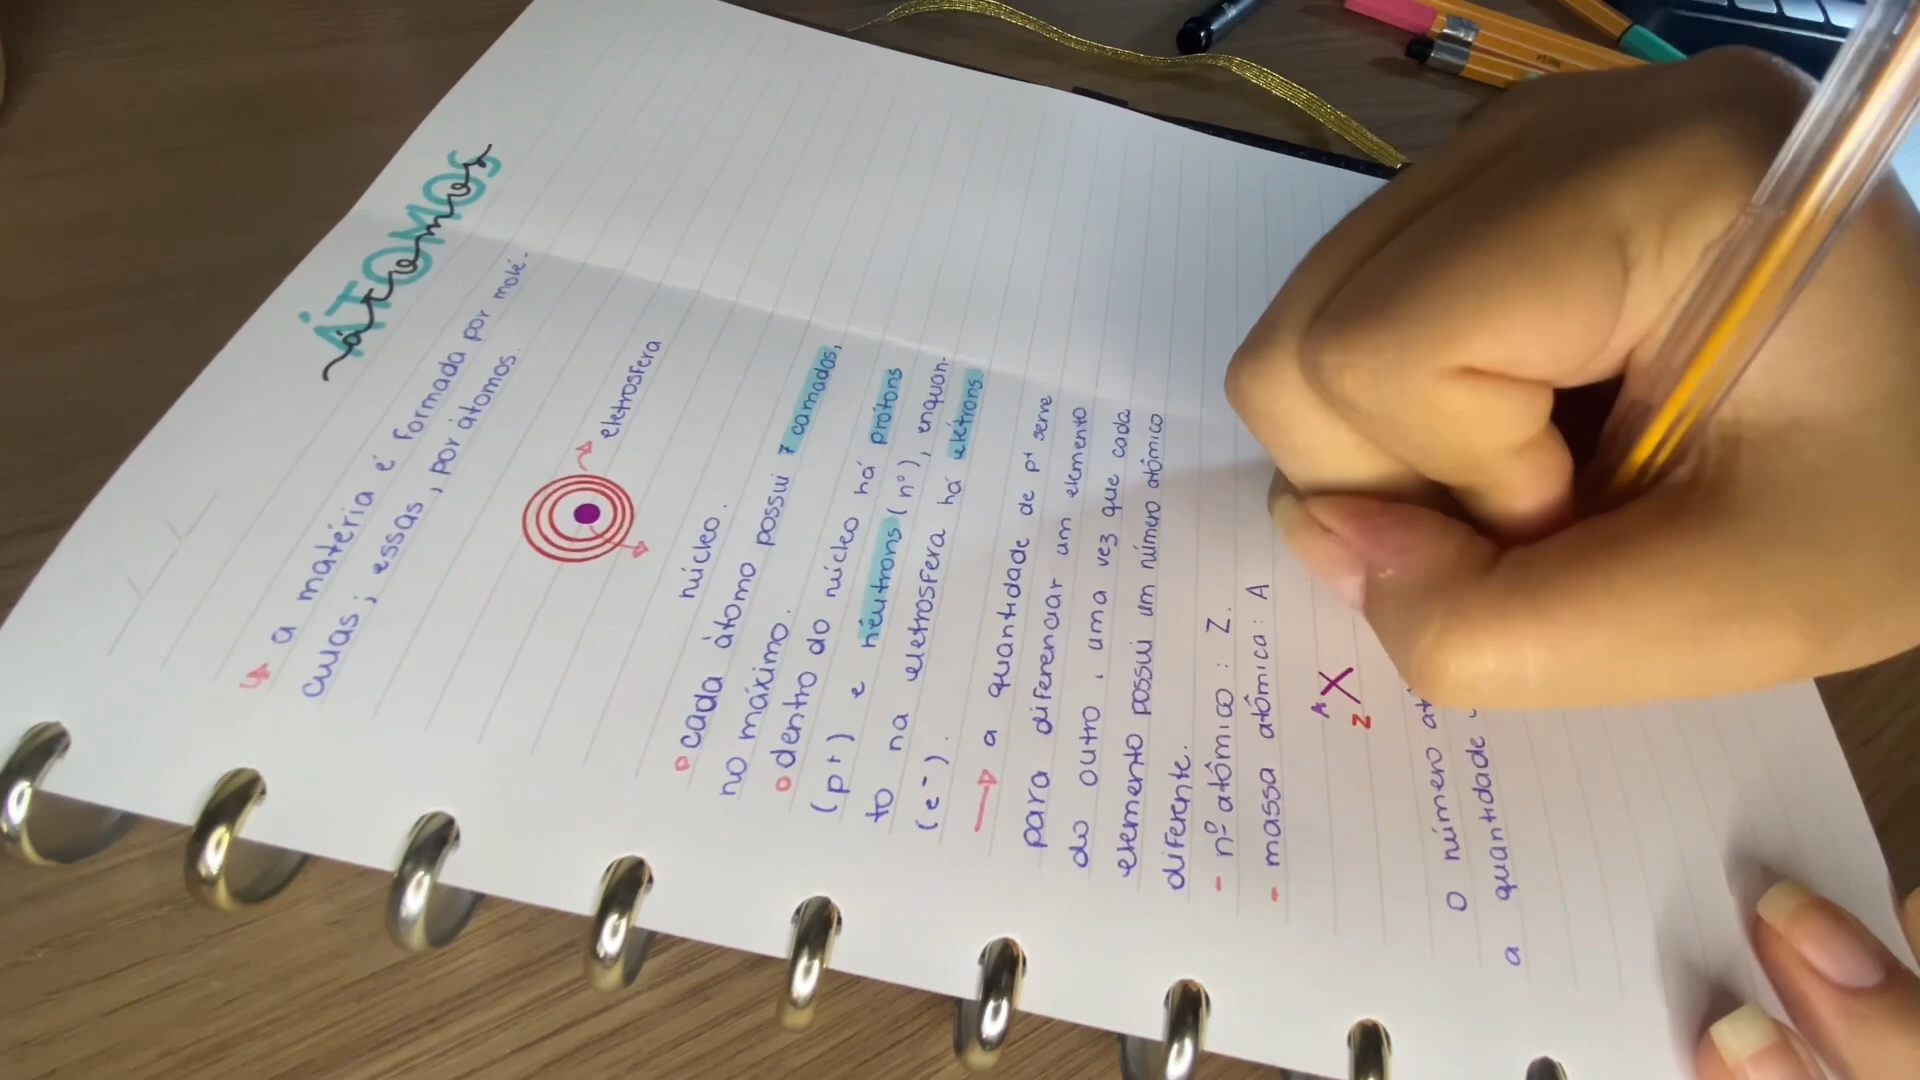 ÁTOMOS
átomos
↳ a matéria é formada por molé-
culas; essas, por átomos.
eletrosfera
núcleo.
cada átomo possui 7 camadas,
no máximo.
dentro do núcleo há prótons
(p+) e nêutrons (nº), enquan-
to na eletrosfera há elétrons
(e-).
→ a quantidade de p+ serve
para diferenciar um elemento
do outro, uma vez que cada
elemento possui um número atômico
diferente.
- nº atômico: Z.
- massa atômica: A
A
X
Z
O número
a quantidade